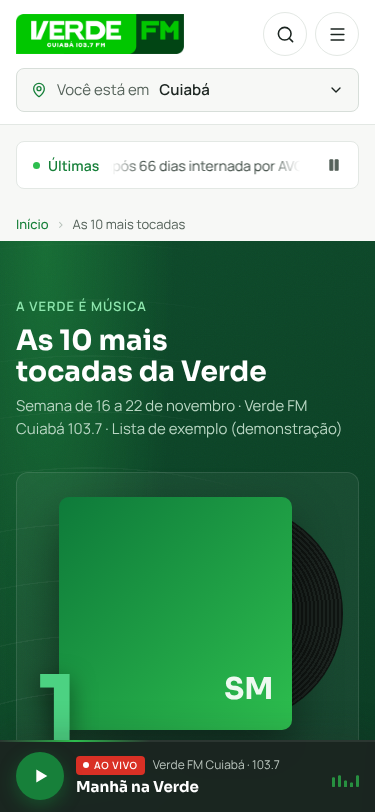 VERDE FM
CUIABÁ 103.7 FM
Você está em Cuiabá
Últimas pós 66 dias internada por AVC
Início › As 10 mais tocadas
A VERDE É MÚSICA
As 10 mais
tocadas da Verde
Semana de 16 a 22 de novembro · Verde FM
Cuiabá 103.7 · Lista de exemplo (demonstração)
SM
1
AO VIVO Verde FM Cuiabá · 103.7
Manhã na Verde